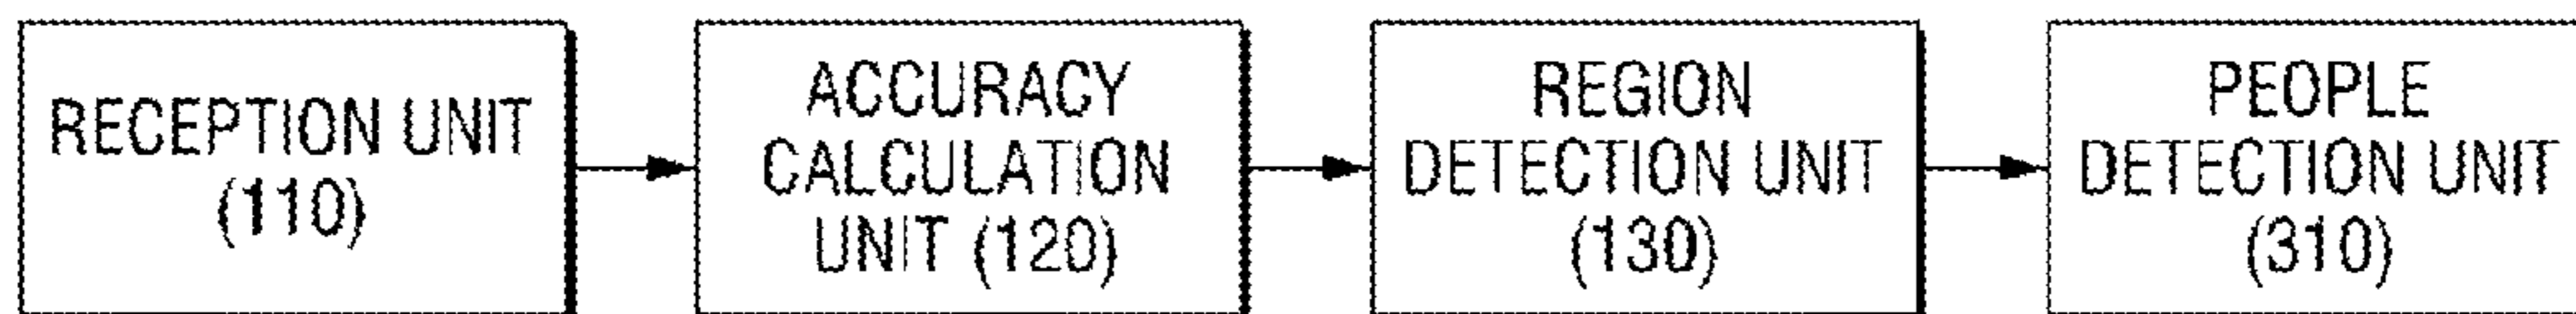 RECEPTION UNIT
(110)
ACCURACY
CALCULATION
UNIT (120)
REGION
DETECTION UNIT
(130)
PEOPLE
DETECTION UNIT
(310)